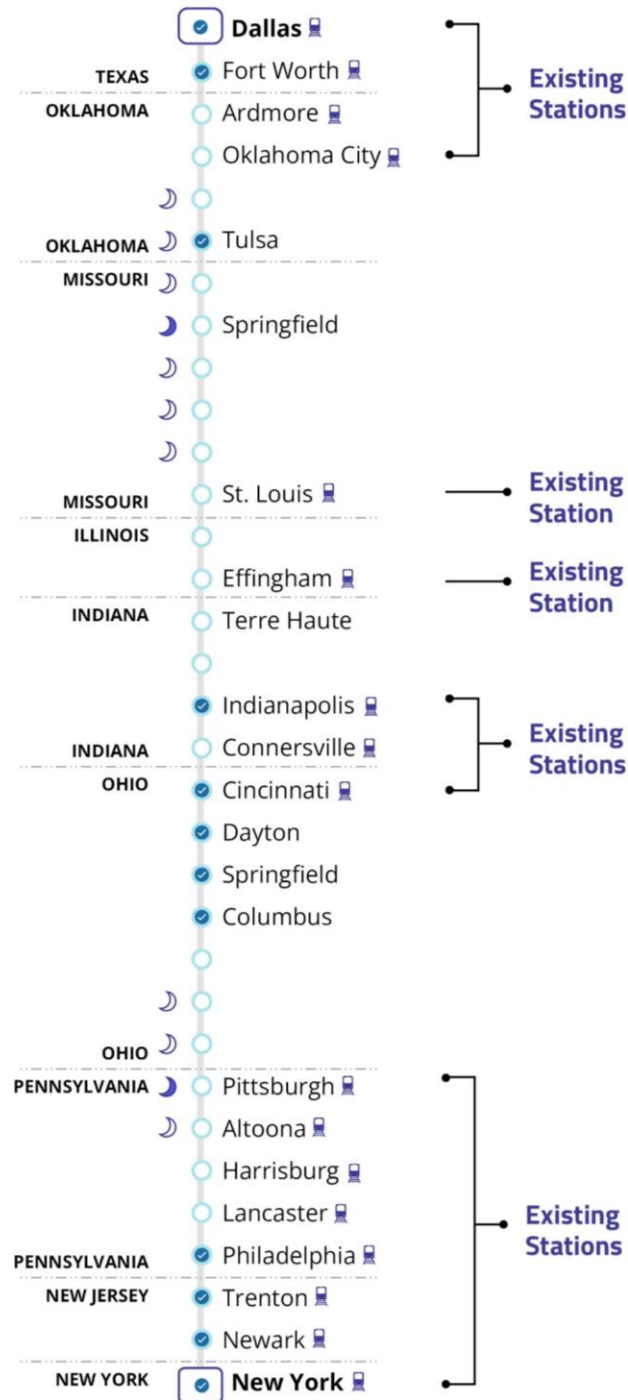 Dallas
Existing
Stations
TEXAS
Fort Worth
OKLAHOMA
Ardmore
Oklahoma City
OKLAHOMA
Tulsa
MISSOURI
Springfield
MISSOURI
St. Louis
Existing
Station
ILLINOIS
Effingham
Existing
Station
INDIANA
Terre Haute
Indianapolis
INDIANA
Connersville
Existing
Stations
OHIO
Cincinnati
Dayton
Springfield
Columbus
OHIO
PENNSYLVANIA
Pittsburgh
Altoona
Harrisburg
Lancaster
Existing
Stations
PENNSYLVANIA
Philadelphia
NEW JERSEY
Trenton
Newark
NEW YORK
New York